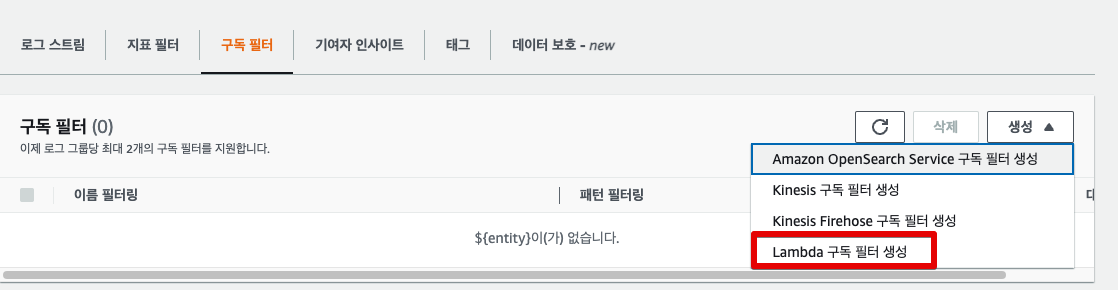 로그 스트림 지표 필터 구독 필터 기여자 인사이트 태그 데이터 보호 - new
구독 필터 (0)
이제 로그 그룹당 최대 2개의 구독 필터를 지원합니다.
삭제 생성
Amazon OpenSearch Service 구독 필터 생성
Kinesis 구독 필터 생성
Kinesis Firehose 구독 필터 생성
Lambda 구독 필터 생성
이름 필터링 패턴 필터링 대
${entity}이(가) 없습니다.